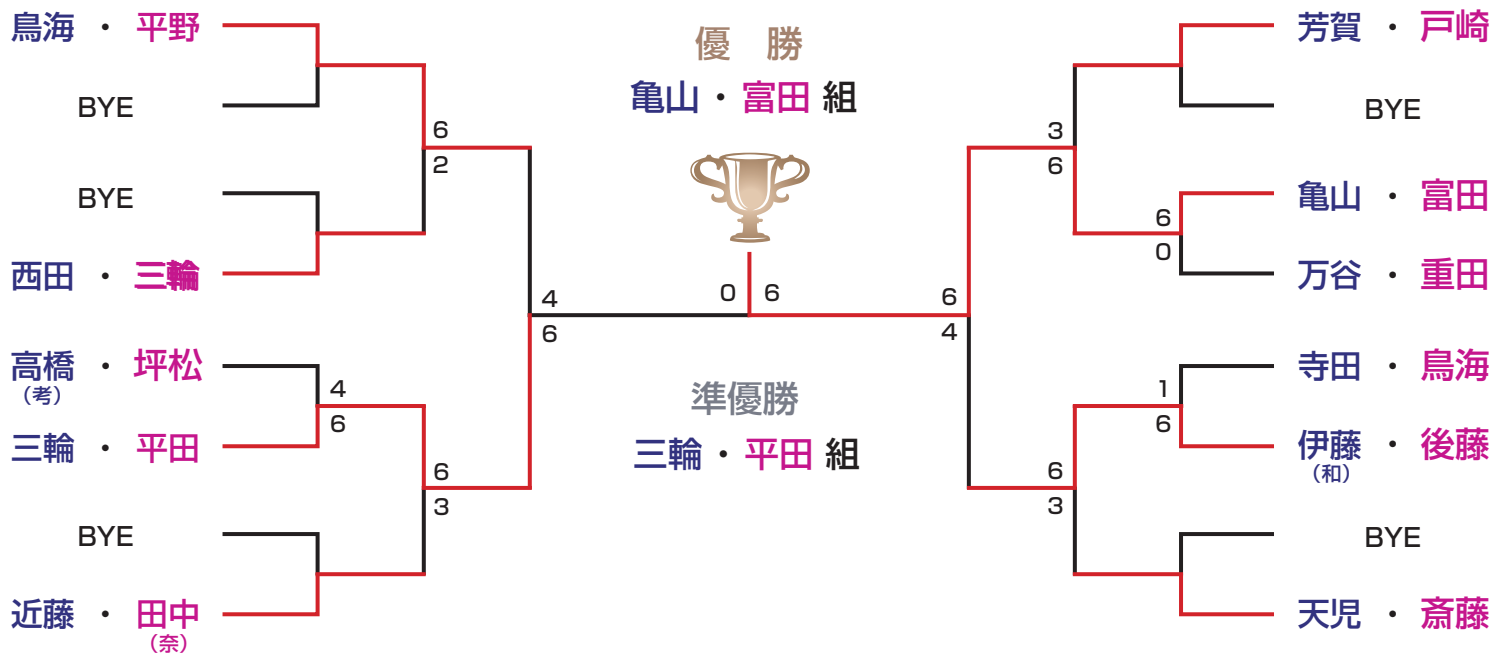 鳥海 ・ 平野
BYE
6
2
BYE
西田 ・ 三輪
4
6
高橋 ・ 坪松
(考)
4
6
三輪 ・ 平田
6
3
BYE
近藤 ・ 田中
(奈)
優 勝
亀山 ・ 富田 組
0 6
準優勝
三輪 ・ 平田 組
芳賀 ・ 戸崎
BYE
3
6
亀山 ・ 富田
6
0
万谷 ・ 重田
6
4
寺田 ・ 鳥海
1
6
伊藤 ・ 後藤
(和)
6
3
BYE
天児 ・ 斎藤